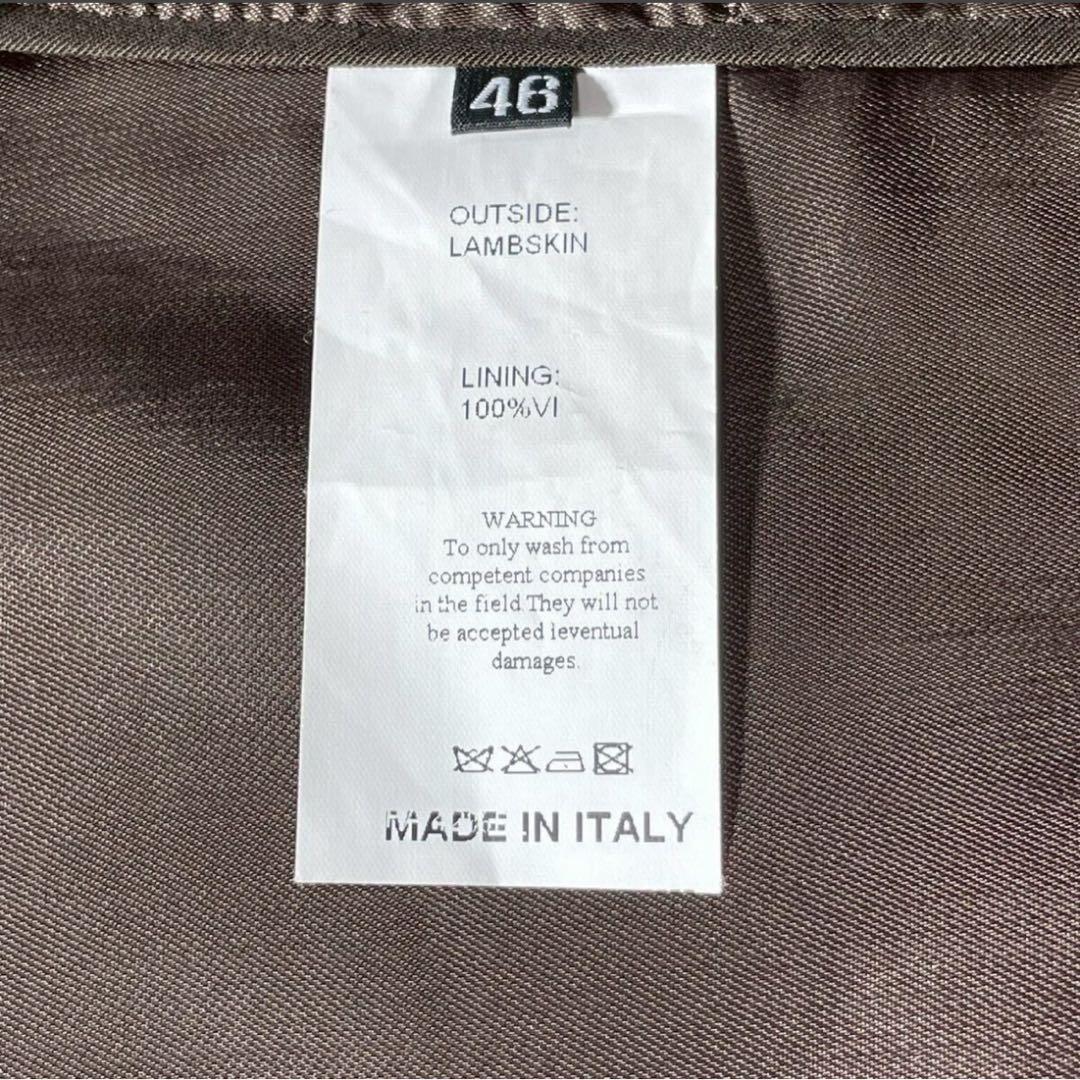 46
OUTSIDE:
LAMBSKIN
LINING:
100%VI
WARNING
To only wash from
competent companies
in the field They will not
be accepted ieventual
damages.
MADE IN ITALY